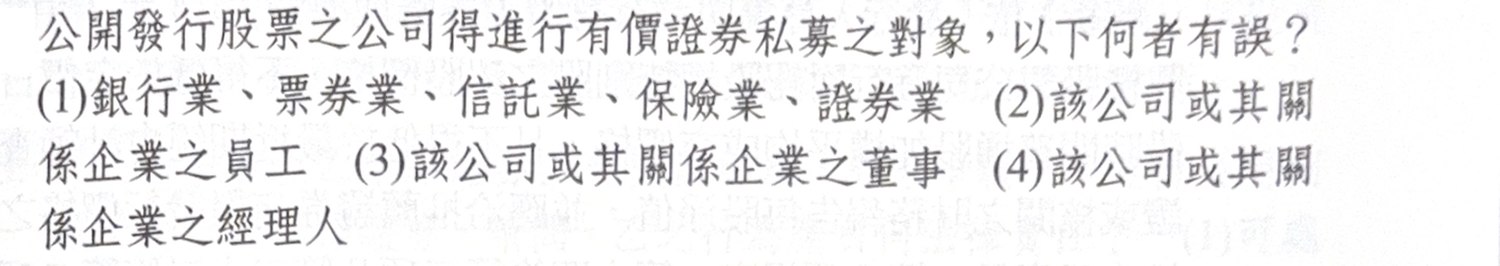 公開發行股票之公司得進行有價證券私募之對象，以下何者有誤？
(1)銀行業、票券業、信託業、保險業、證券業　(2)該公司或其關
係企業之員工　(3)該公司或其關係企業之董事　(4)該公司或其關
係企業之經理人